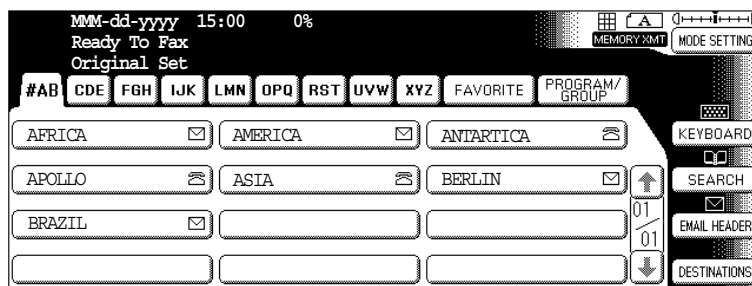 MMM-dd-yyyy 15:00 0%
Ready To Fax
Original Set
A
MEMORY XMT
MODE SETTING
#AB CDE FGH IJK LMN OPQ RST UVW XYZ FAVORITE PROGRAM/
GROUP
AFRICA AMERICA ANTARTICA
KEYBOARD
APOLLO ASIA BERLIN
SEARCH
BRAZIL
01
01
EMAIL HEADER
DESTINATIONS